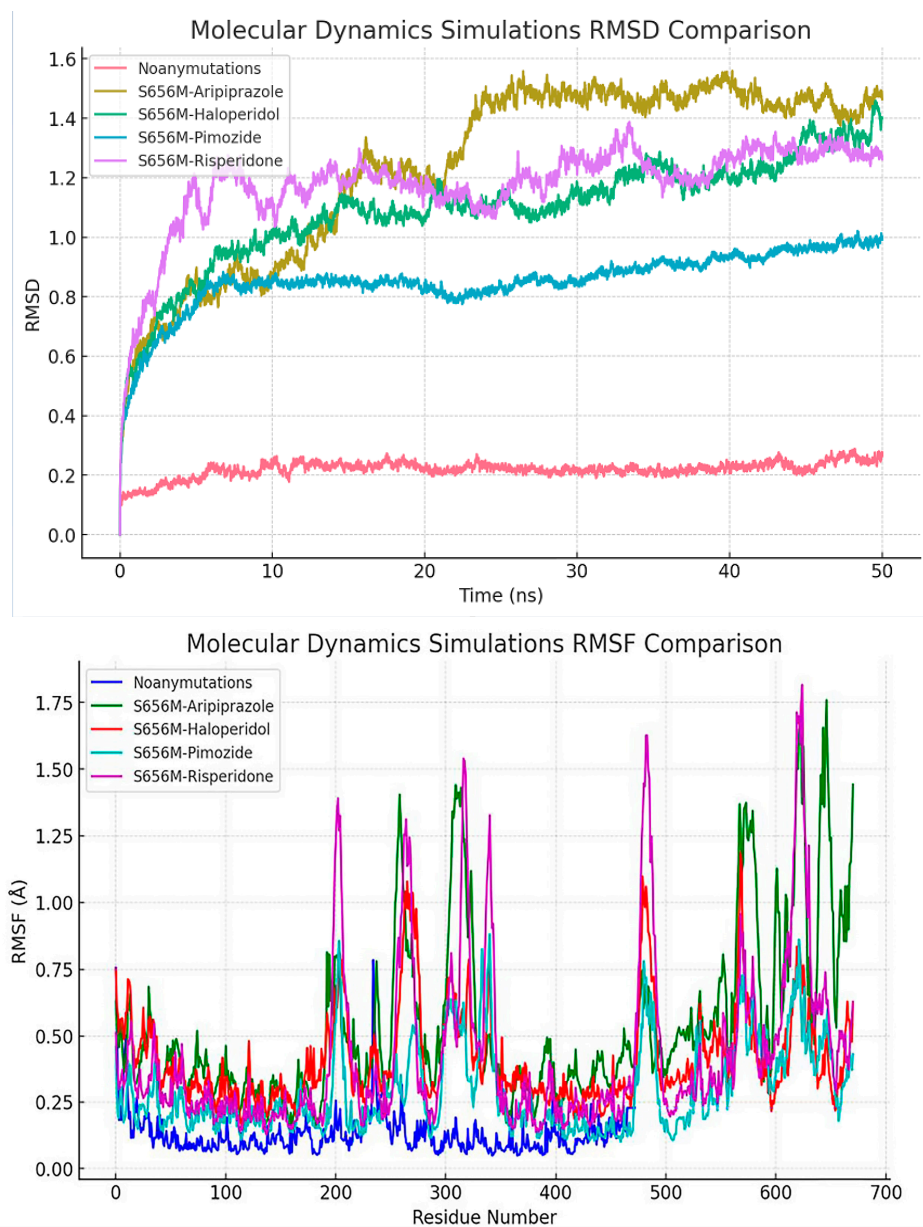 Molecular Dynamics Simulations RMSD Comparison
1.6
1.4
1.2
1.0
0.8
0.6
0.4
0.2
0.0
RMSD
Noanymutations
S656M-Aripiprazole
S656M-Haloperidol
S656M-Pimozide
S656M-Risperidone
0 10 20 30 40 50
Time (ns)
Molecular Dynamics Simulations RMSF Comparison
1.75
1.50
1.25
1.00
0.75
0.50
0.25
0.00
RMSF (Å)
Noanymutations
S656M-Aripiprazole
S656M-Haloperidol
S656M-Pimozide
S656M-Risperidone
0 100 200 300 400 500 600 700
Residue Number